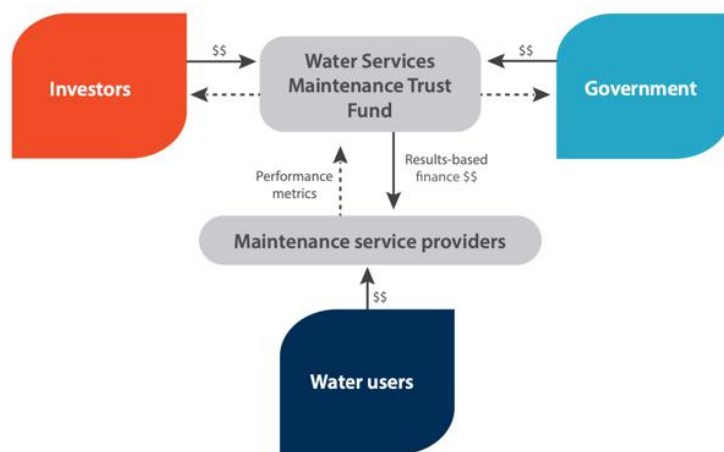 $$
$$
Investors
Water Services
Maintenance Trust
Fund
Government
Performance
metrics
Results-based
finance $$
Maintenance service providers
$$
Water users